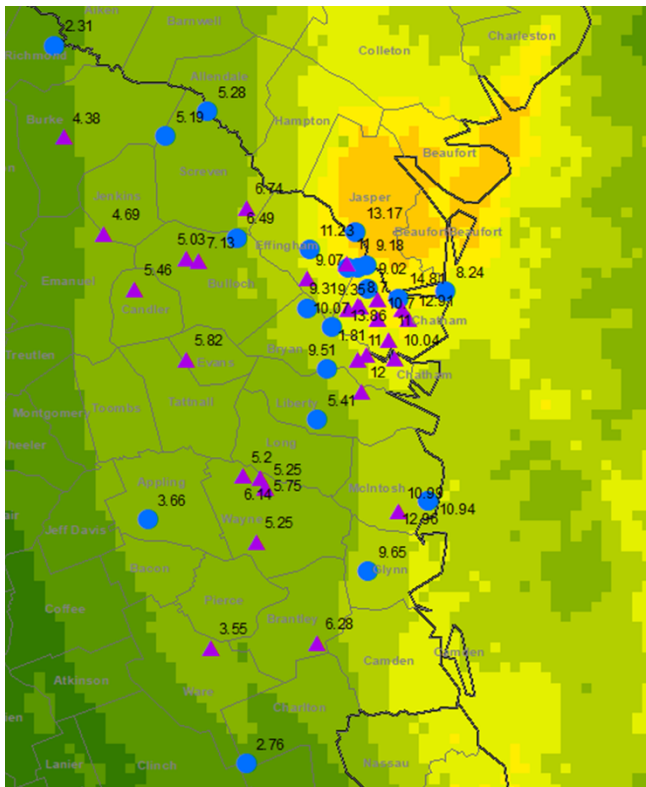 Aiken
2.31
Barnwell
Charleston
Richmond
Colleton
Allendale
5.28
Burke
4.38
5.19
Hampton
Beaufort
Screven
6.74
Jenkins
Jasper
13.17
4.69
6.49
11.23
Beaufort
Beaufort
5.03
7.13
Effingham
11
9.18
9.07
9.02
8.24
5.46
Emanuel
Bulloch
14.81
Candler
9.31
9.35
8.7
12.91
10.07
13.86
10.7
Chatham
Treutlen
5.82
Bryan
1.81
11
10.04
Evans
9.51
12
Chatham
Montgomery
Toombs
Tattnall
Liberty
5.41
heeler
Long
5.2
5.25
Appling
5.75
McIntosh
10.93
3.66
6.44
10.94
Wayne
5.25
12.96
Jeff Davis
9.65
Bacon
Glynn
Coffee
Pierce
Brantley
3.55
6.28
Camden
Camden
Atkinson
Ware
Charlton
2.76
Lanier
Clinch
Nassau